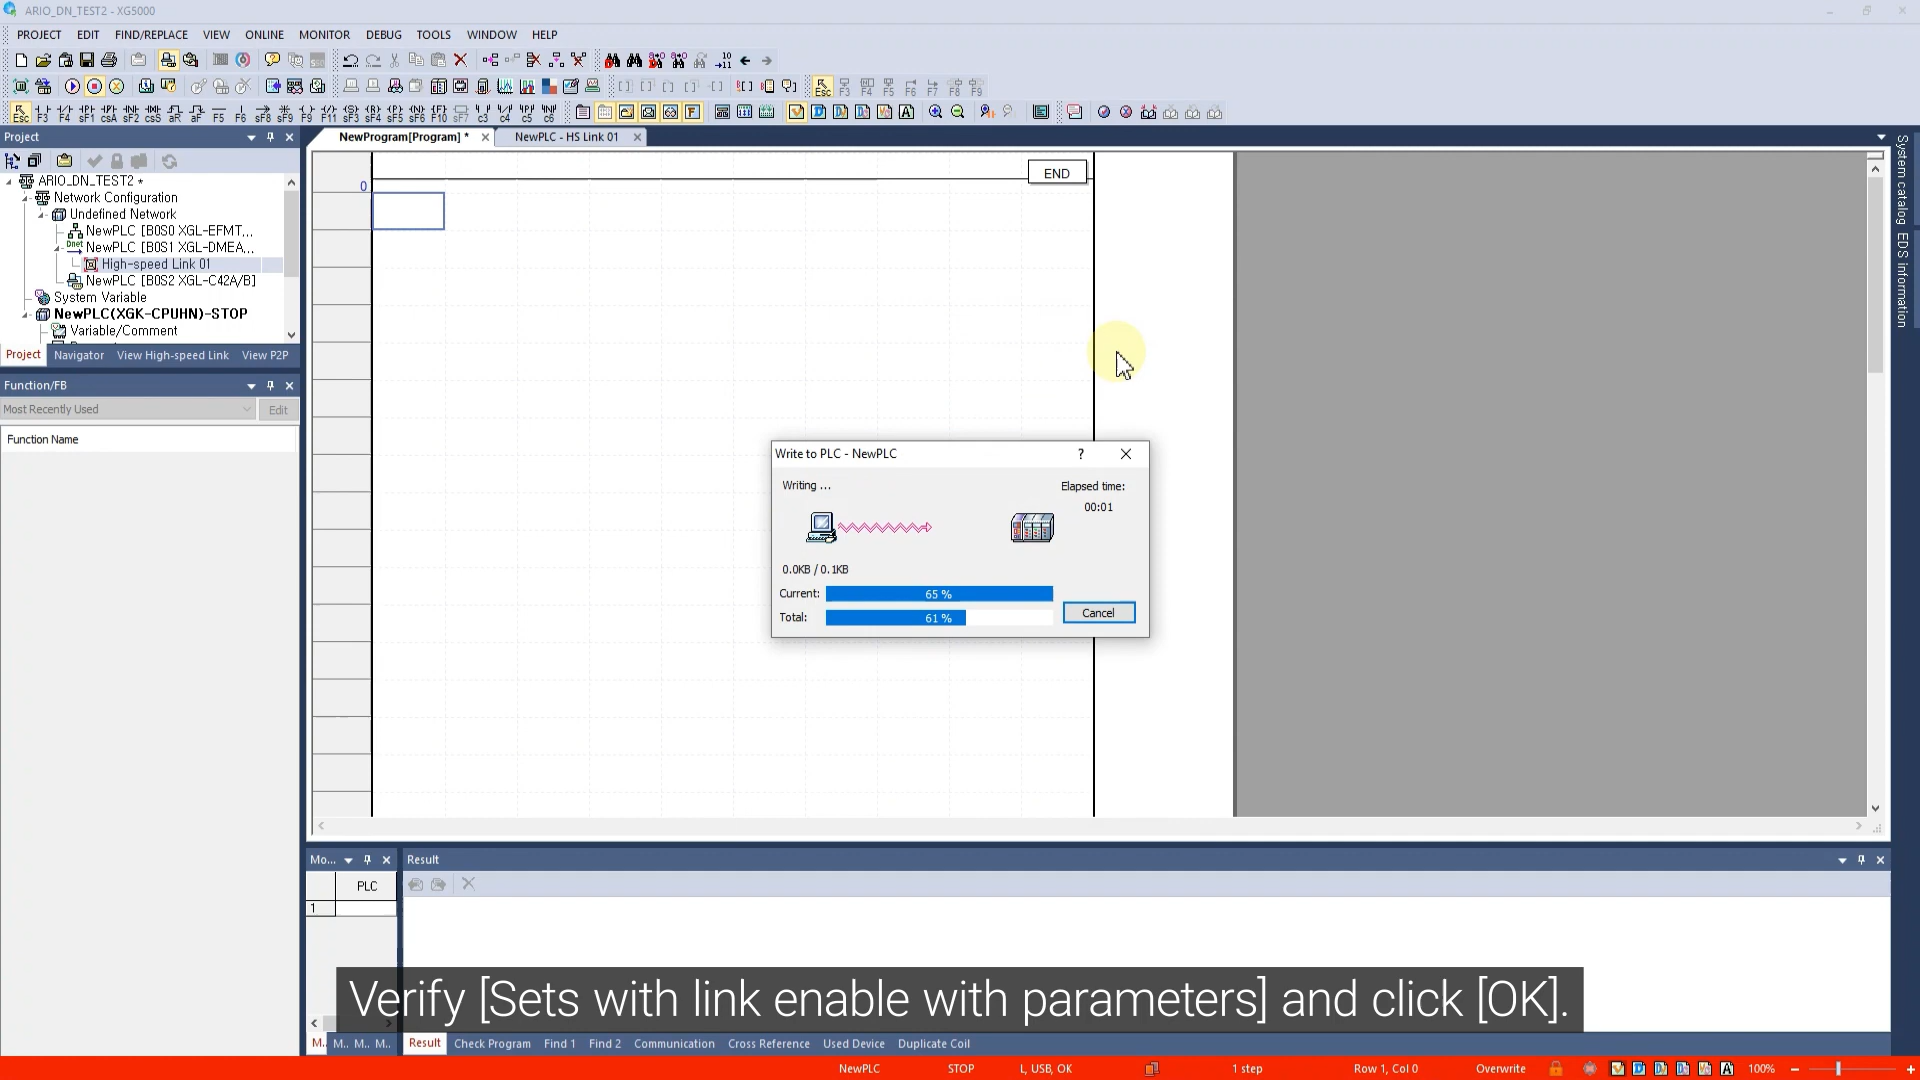 ARIO_DN_TEST2 - XG5000
PROJECT EDIT FIND/REPLACE VIEW ONLINE MONITOR DEBUG TOOLS WINDOW HELP
Project
NewProgram[Program] *
NewPLC - HS Link 01
ARIO_DN_TEST2 *
Network Configuration
Undefined Network
NewPLC [B0S0 XGL-EFMT,...
NewPLC [B0S1 XGL-DMEA,...
High-speed Link 01
NewPLC [B0S2 XGL-C42A/B]
System Variable
NewPLC(XGK-CPUHN)-STOP
Variable/Comment
Project Navigator View High-speed Link View P2P
Function/FB
Most Recently Used
Edit
Function Name
0
END
Write to PLC - NewPLC
Writing ...
Elapsed time:
00:01
0.0KB / 0.1KB
Current: 65 %
Total: 61 %
Cancel
System catalog
EDS information
Mo...
PLC
1
Result
Verify [Sets with link enable with parameters] and click [OK].
M.. M.. M.. M..
Result Check Program Find 1 Find 2 Communication Cross Reference Used Device Duplicate Coil
NewPLC STOP L, USB, OK 1 step Row 1, Col 0 Overwrite 100%